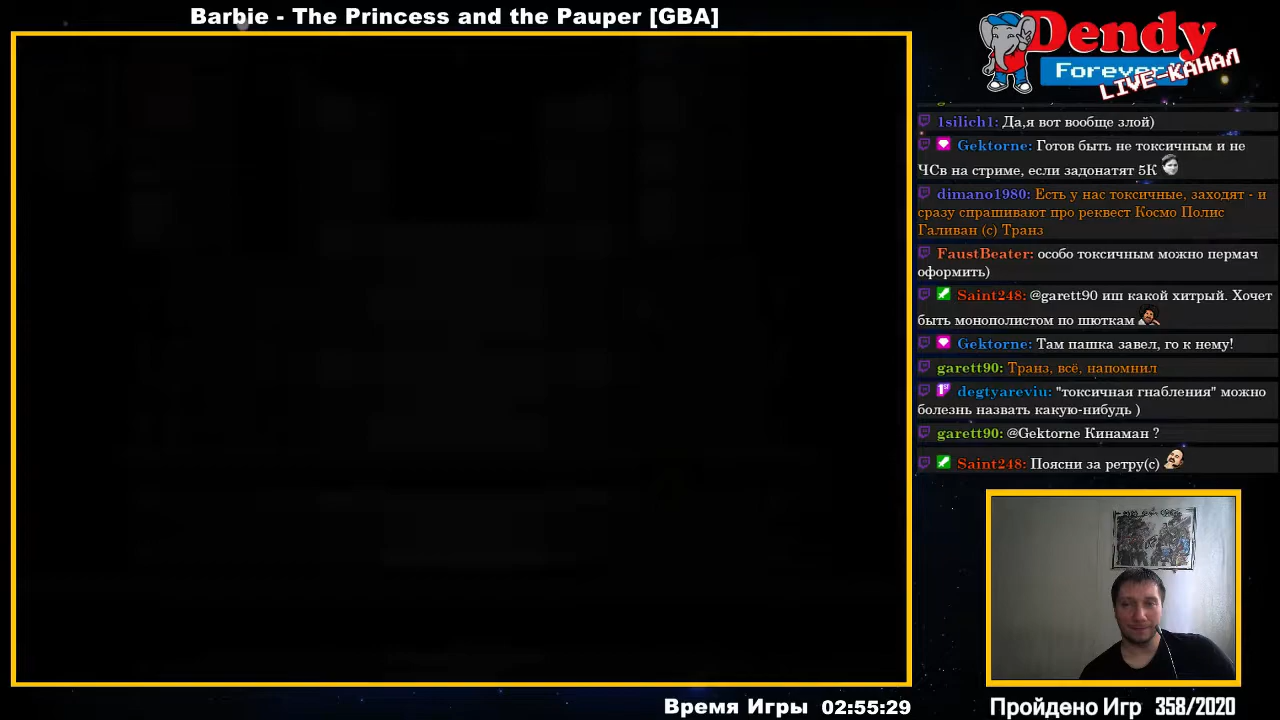 Barbie - The Princess and the Pauper [GBA]
Dendy
Forever!
LIVE-КАНАЛ
1silich1: Да,я вот вообще злой)
Gektorne: Готов быть не токсичным и не
ЧСв на стриме, если задонатят 5К
dimano1980: Есть у нас токсичные, заходят - и
сразу спрашивают про реквест Космо Полис
Галиван (с) Транз
FaustBeater: особо токсичным можно пермач
оформить)
Saint248: @garett90 иш какой хитрый. Хочет
быть монополистом по шюткам
Gektorne: Там пашка завел, го к нему!
garett90: Транз, всё, напомнил
degtyareviu: "токсичная гнабления" можно
болезнь назвать какую-нибудь )
garett90: @Gektorne Кинаман ?
Saint248: Поясни за ретру(с)
Время Игры 02:55:29
Пройдено Игр 358/2020